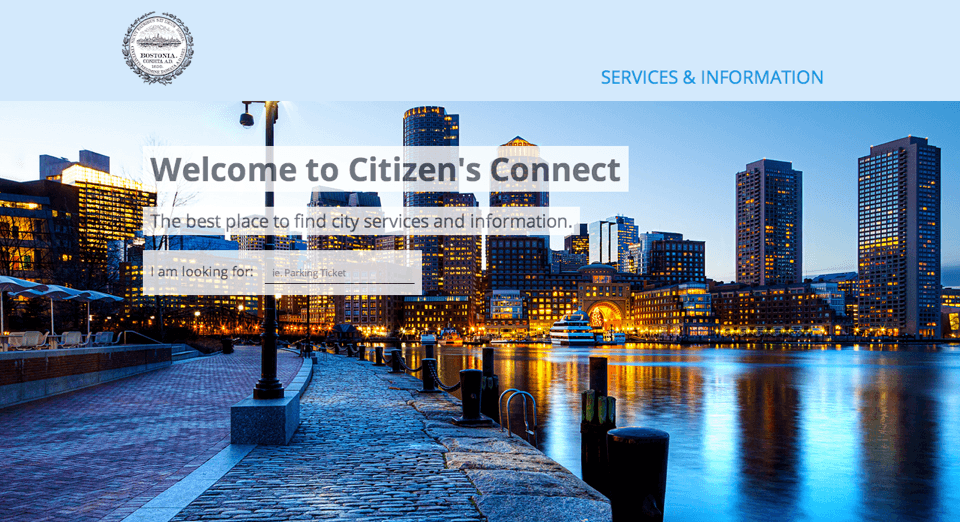 BOSTONIA.
CONDITA A.D.
1630.
SERVICES & INFORMATION
Welcome to Citizen's Connect
The best place to find city services and information.
I am looking for: ie. Parking Ticket